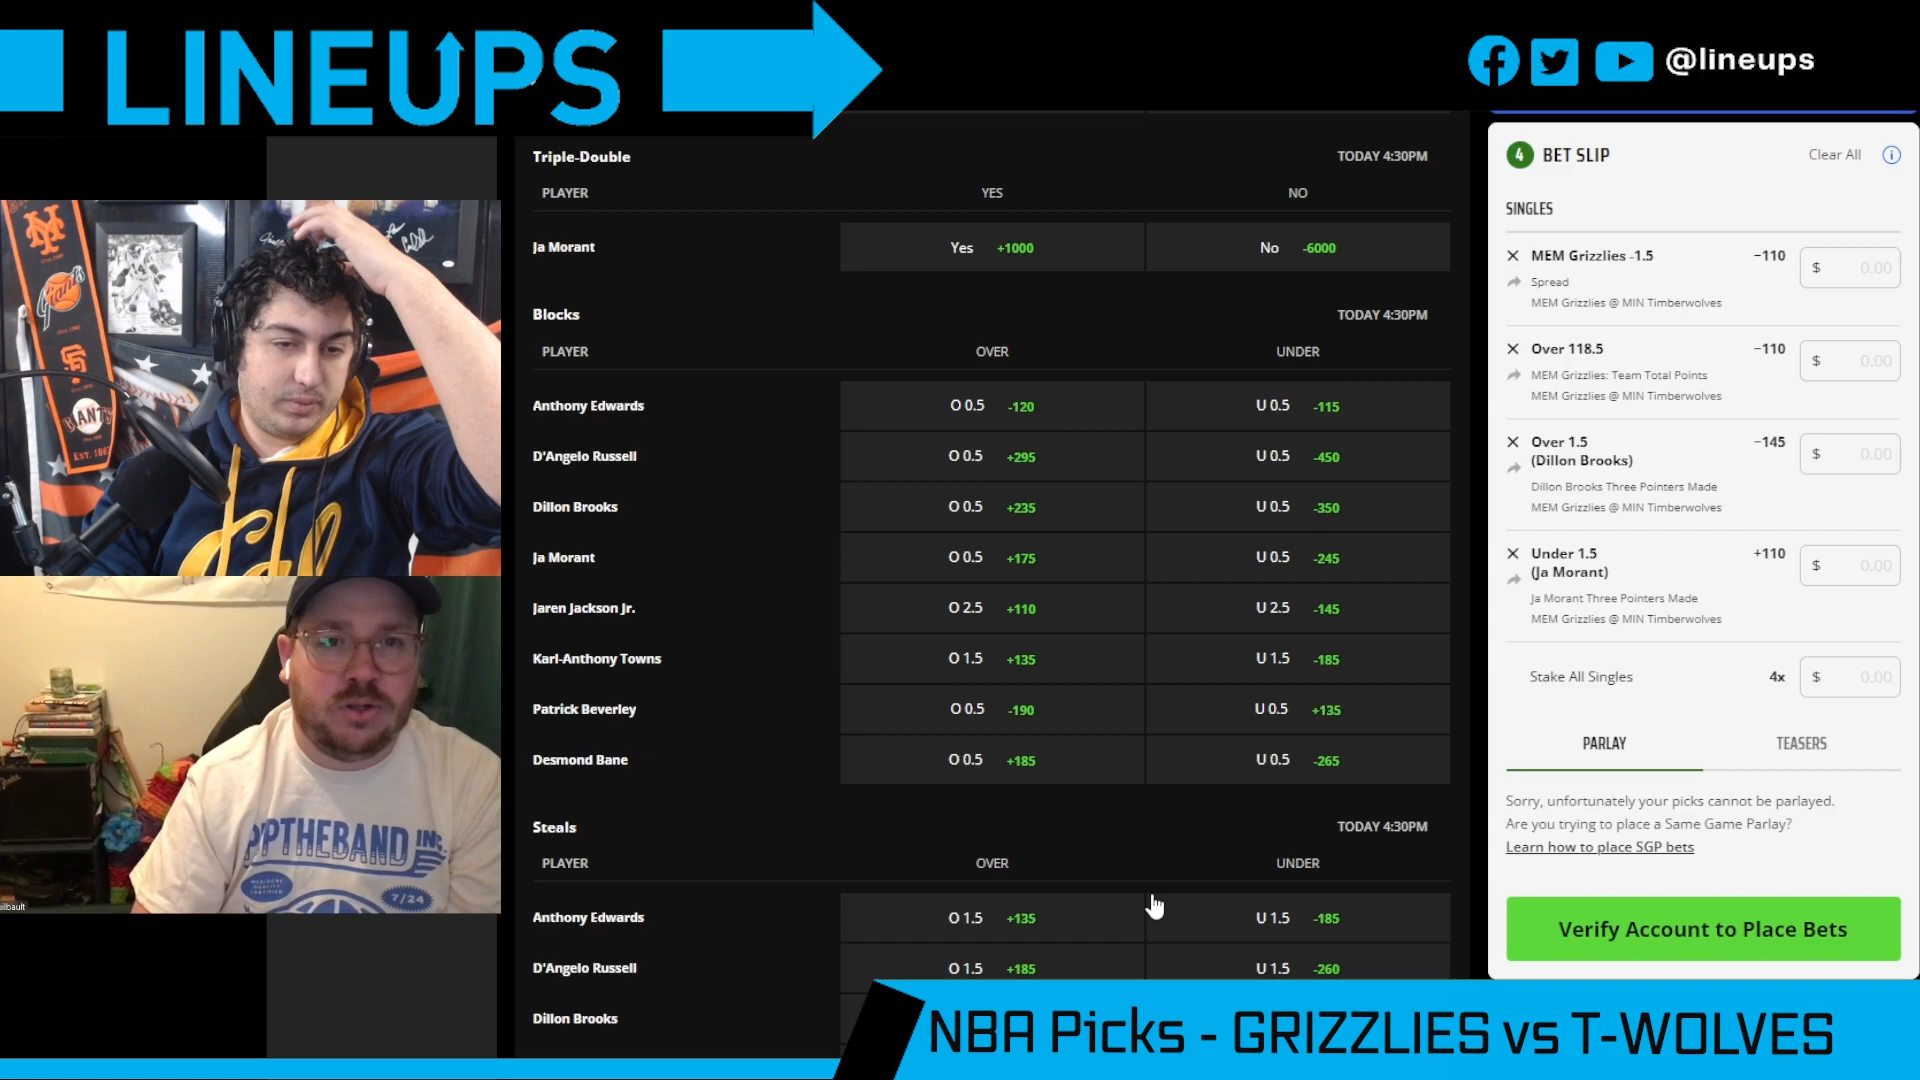 LINEUPS
@lineups
Triple-Double TODAY 4:30PM
PLAYER YES NO
Ja Morant Yes +1000 No -6000
Blocks TODAY 4:30PM
PLAYER OVER UNDER
Anthony Edwards O 0.5 -120 U 0.5 -115
D'Angelo Russell O 0.5 +295 U 0.5 -450
Dillon Brooks O 0.5 +235 U 0.5 -350
Ja Morant O 0.5 +175 U 0.5 -245
Jaren Jackson Jr. O 2.5 +110 U 2.5 -145
Karl-Anthony Towns O 1.5 +135 U 1.5 -185
Patrick Beverley O 0.5 -190 U 0.5 +135
Desmond Bane O 0.5 +185 U 0.5 -265
Steals TODAY 4:30PM
PLAYER OVER UNDER
Anthony Edwards O 1.5 +135 U 1.5 -185
D'Angelo Russell O 1.5 +185 U 1.5 -260
Dillon Brooks
4 BET SLIP Clear All i
SINGLES
MEM Grizzlies -1.5 −110 $ 0.00
Spread
MEM Grizzlies @ MIN Timberwolves
Over 118.5 −110 $ 0.00
MEM Grizzlies: Team Total Points
MEM Grizzlies @ MIN Timberwolves
Over 1.5 −145 $ 0.00
(Dillon Brooks)
Dillon Brooks Three Pointers Made
MEM Grizzlies @ MIN Timberwolves
Under 1.5 +110 $ 0.00
(Ja Morant)
Ja Morant Three Pointers Made
MEM Grizzlies @ MIN Timberwolves
Stake All Singles 4x $ 0.00
PARLAY TEASERS
Sorry, unfortunately your picks cannot be parlayed.
Are you trying to place a Same Game Parlay?
Learn how to place SGP bets
Verify Account to Place Bets
NBA Picks - GRIZZLIES vs T-WOLVES
Giants
SF
GIANTS
EST. 188
Cal
PPTHEBAND INC.
7/24